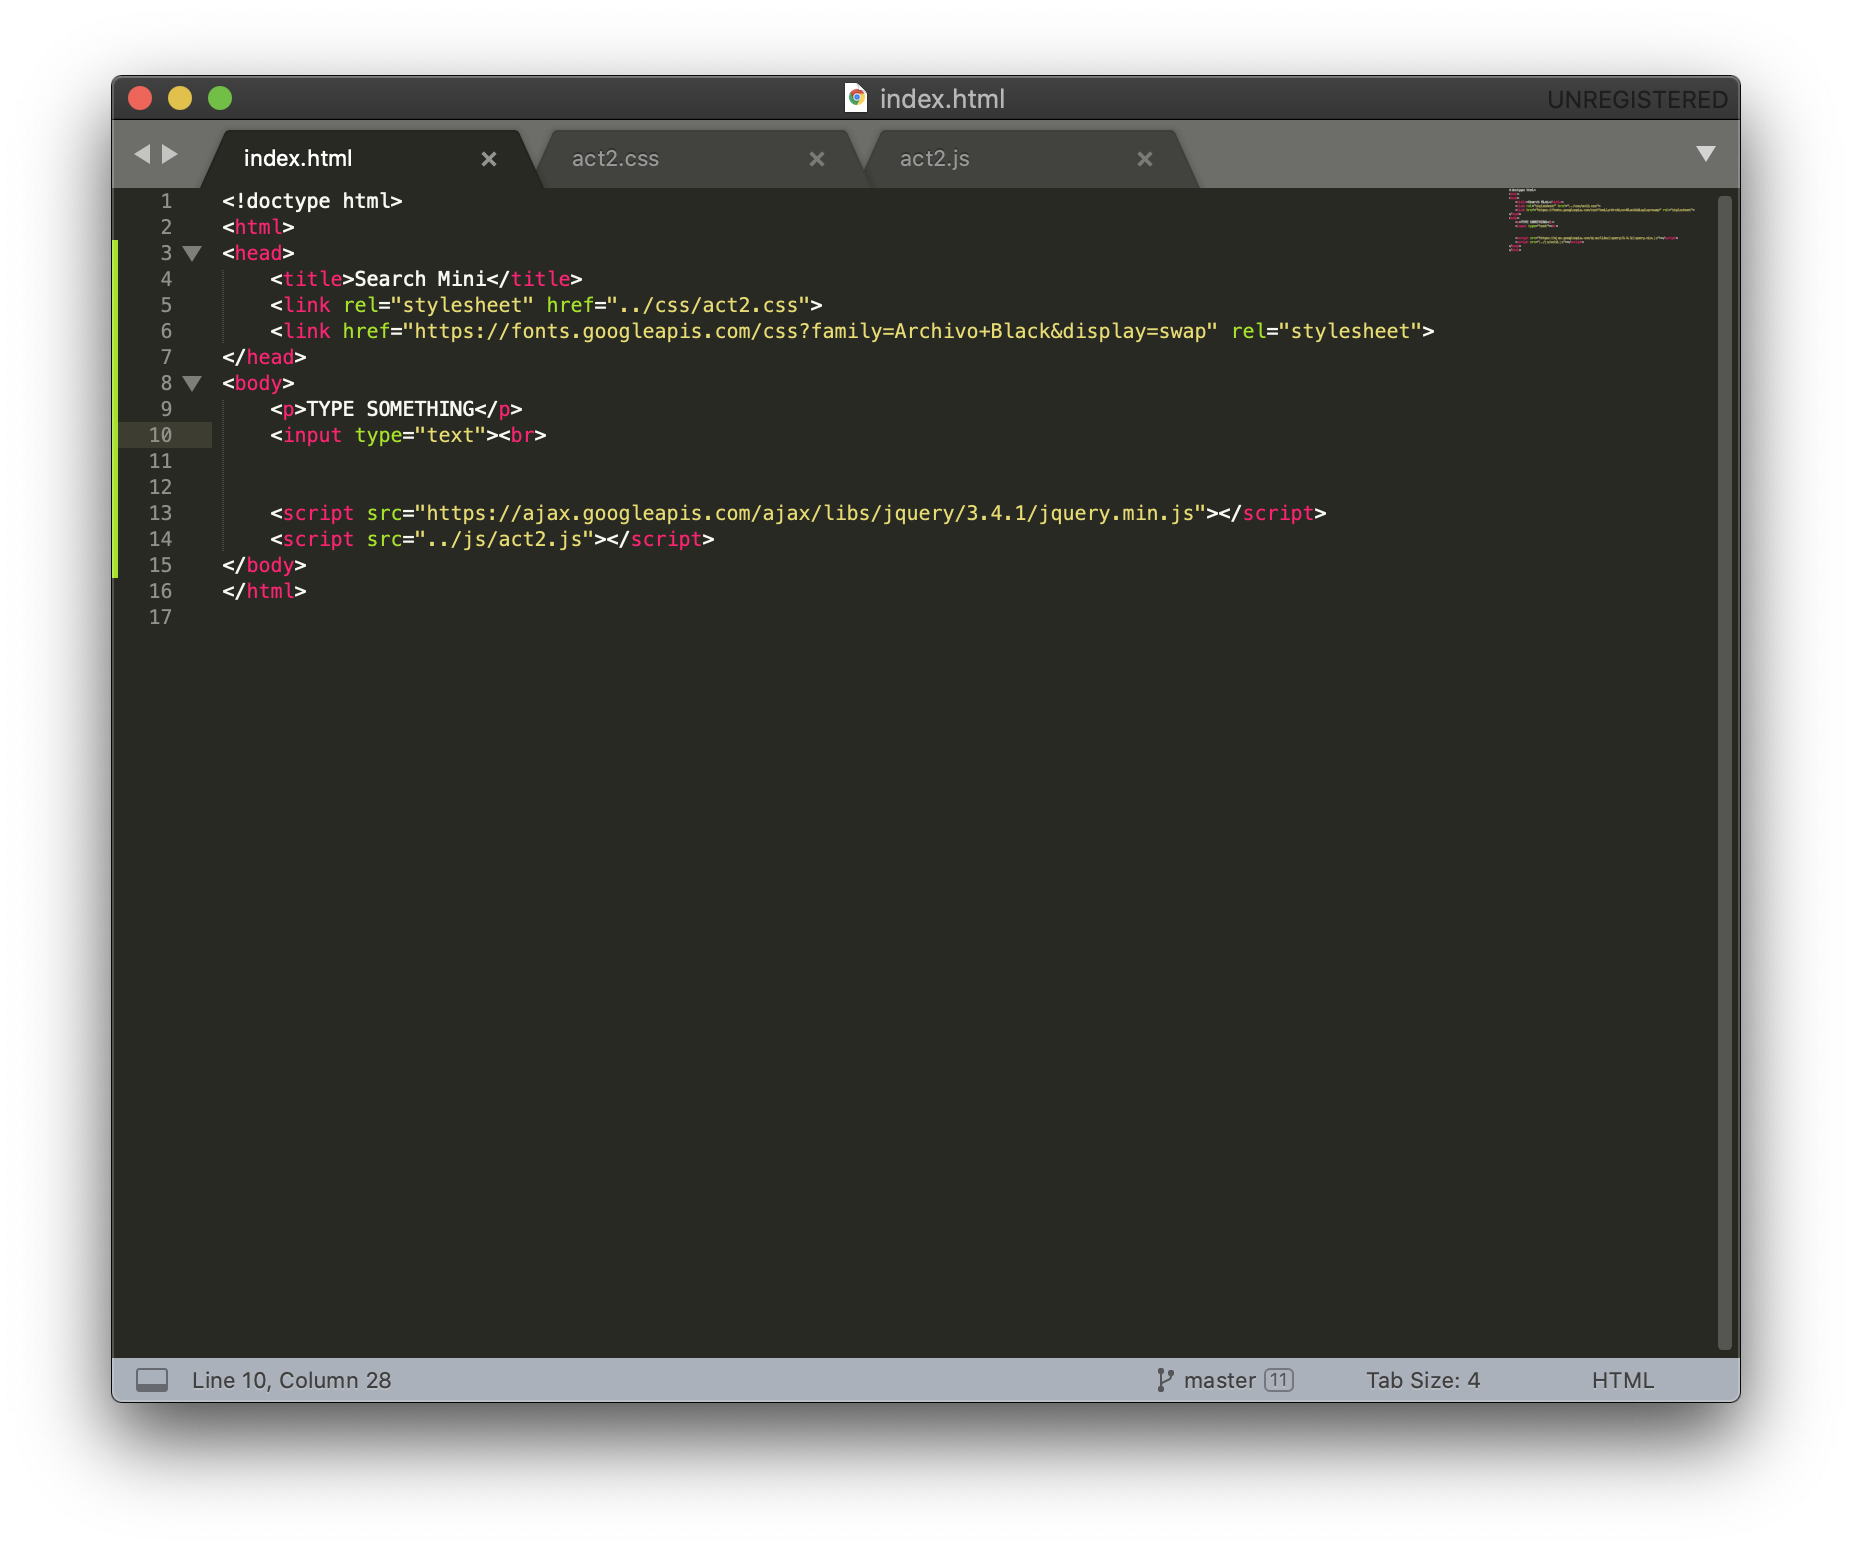 index.html
UNREGISTERED
index.html × act2.css × act2.js ×
1 <!doctype html>
2 <html>
3 <head>
4 <title>Search Mini</title>
5 <link rel="stylesheet" href="../css/act2.css">
6 <link href="https://fonts.googleapis.com/css?family=Archivo+Black&display=swap" rel="stylesheet">
7 </head>
8 <body>
9 <p>TYPE SOMETHING</p>
10 <input type="text"><br>
11
12
13 <script src="https://ajax.googleapis.com/ajax/libs/jquery/3.4.1/jquery.min.js"></script>
14 <script src="../js/act2.js"></script>
15 </body>
16 </html>
17
Line 10, Column 28 master 11 Tab Size: 4 HTML